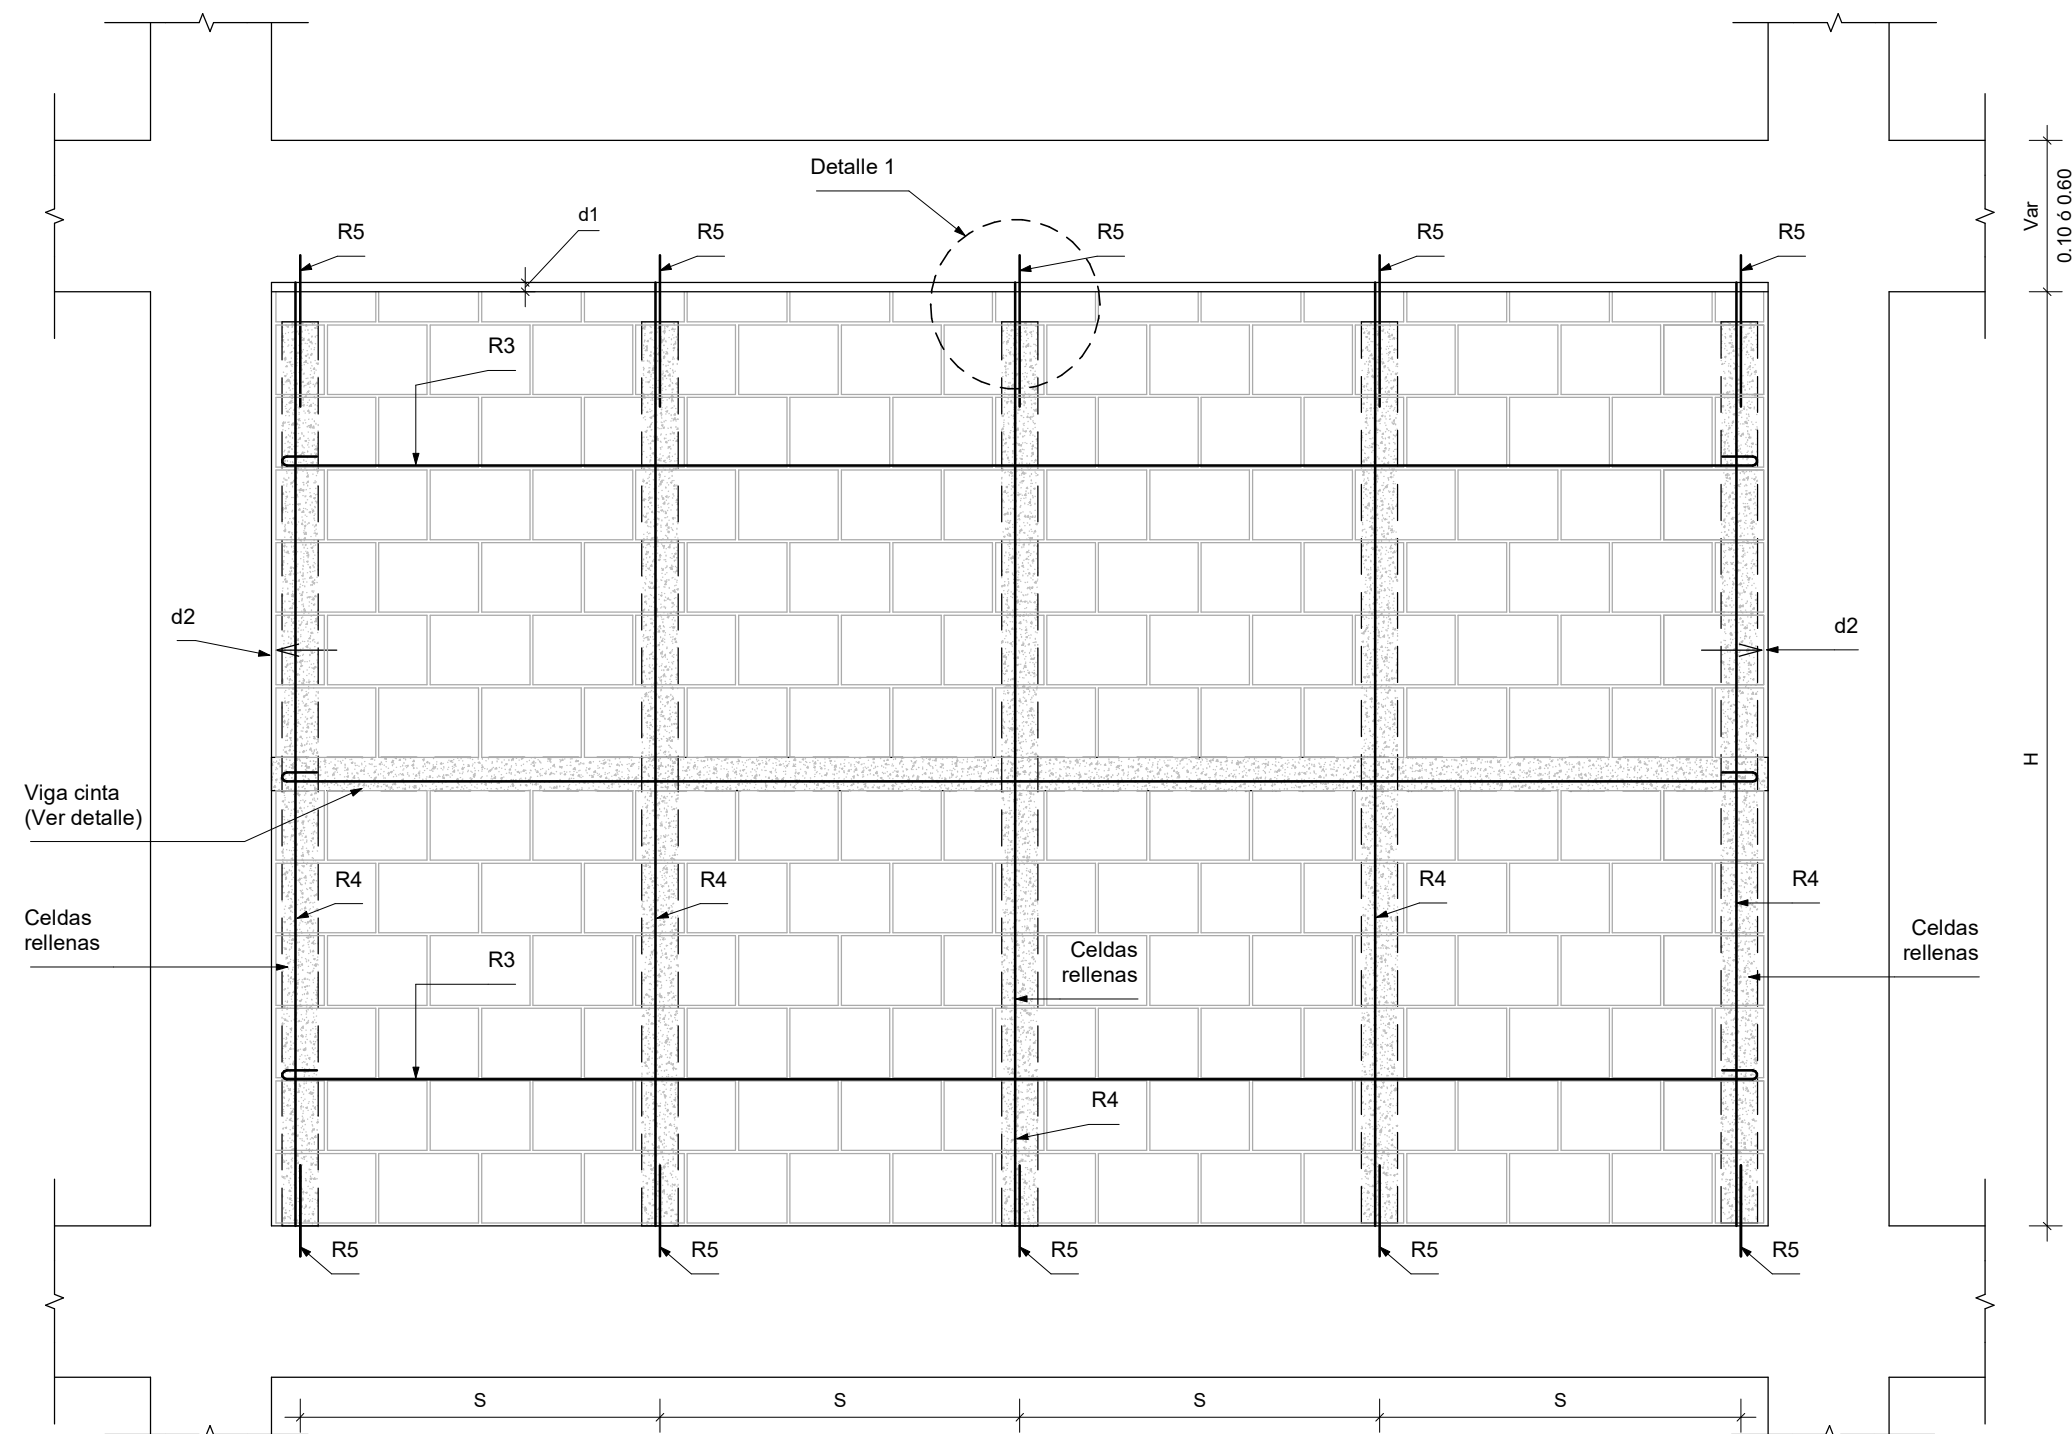 Detalle 1
Var
0.10 ó 0.60
d1
R5
R5
R5
R5
R5
R3
d2
d2
H
Viga cinta
(Ver detalle)
R4
R4
R4
R4
Celdas
rellenas
Celdas
rellenas
Celdas
rellenas
R3
R4
R5
R5
R5
R5
R5
S
S
S
S